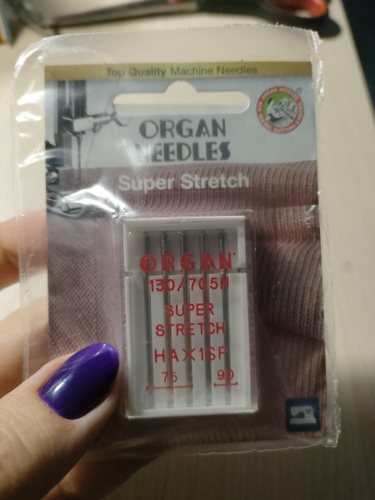 Top Quality Machine Needles
ORGAN
NEEDLES
Super Stretch
ORGAN
130/705H
SUPER
STRETCH
HAX1SP
75 90